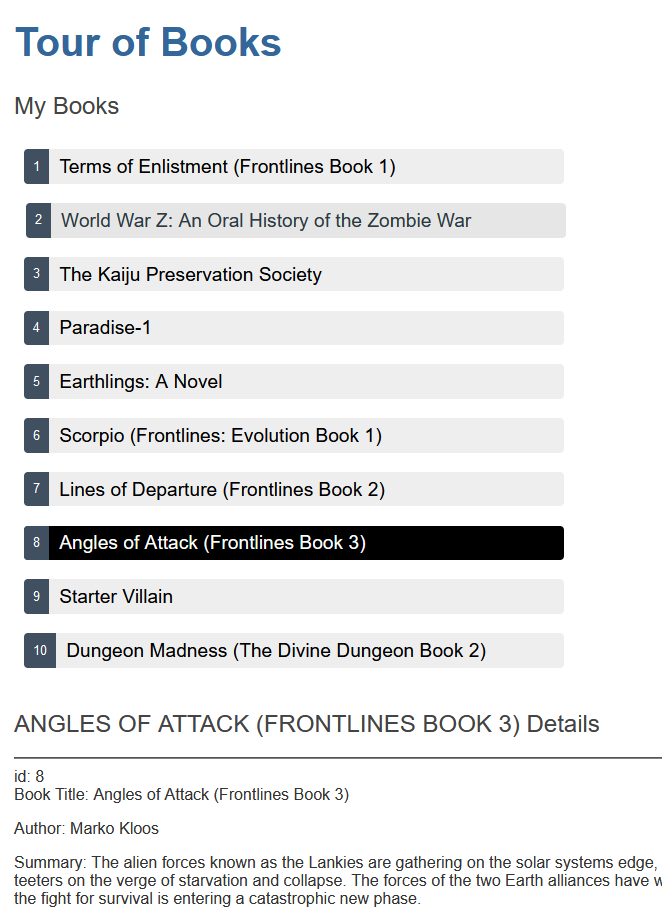 Tour of Books
My Books
1 Terms of Enlistment (Frontlines Book 1)
2 World War Z: An Oral History of the Zombie War
3 The Kaiju Preservation Society
4 Paradise-1
5 Earthlings: A Novel
6 Scorpio (Frontlines: Evolution Book 1)
7 Lines of Departure (Frontlines Book 2)
8 Angles of Attack (Frontlines Book 3)
9 Starter Villain
10 Dungeon Madness (The Divine Dungeon Book 2)
ANGLES OF ATTACK (FRONTLINES BOOK 3) Details
id: 8
Book Title: Angles of Attack (Frontlines Book 3)
Author: Marko Kloos
Summary: The alien forces known as the Lankies are gathering on the solar systems edge,
teeters on the verge of starvation and collapse. The forces of the two Earth alliances have
the fight for survival is entering a catastrophic new phase.